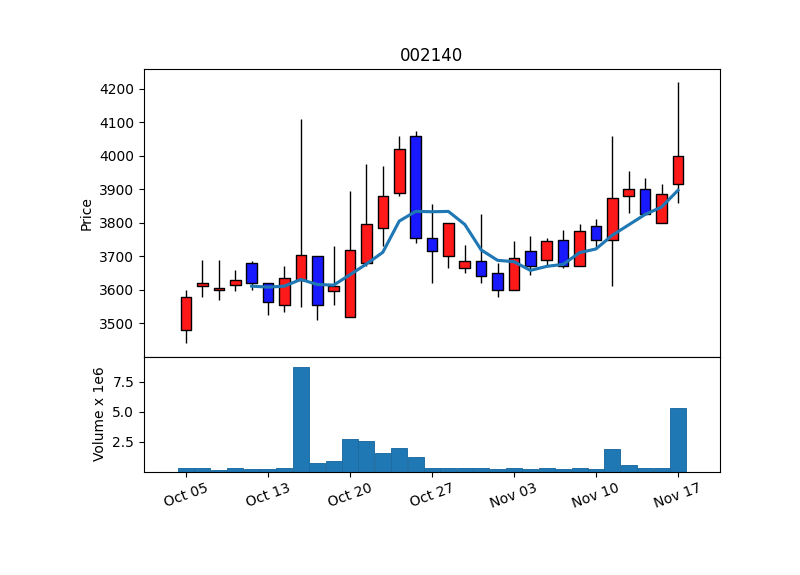 002140
4200
4100
4000
3900
3800
3700
3600
3500
Price
7.5
5.0
2.5
Volume x 1e6
Oct 05
Oct 13
Oct 20
Oct 27
Nov 03
Nov 10
Nov 17